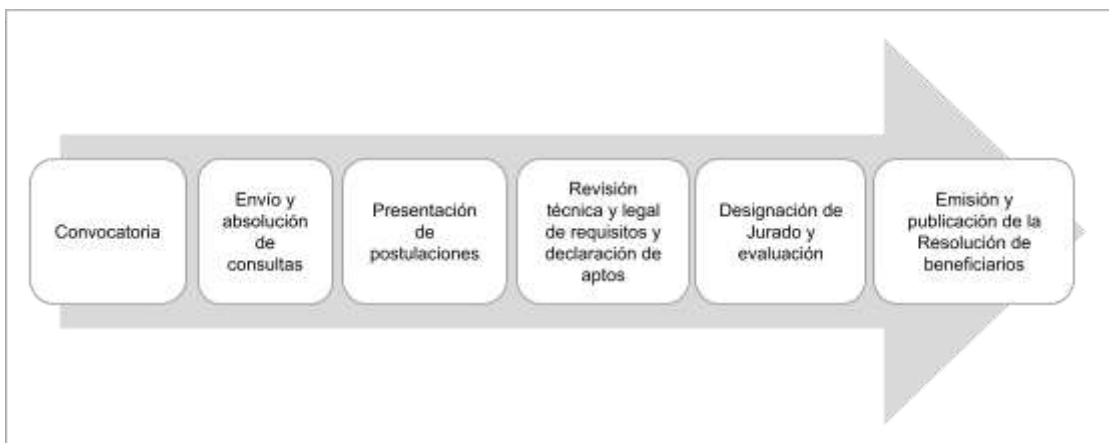 Convocatoria
Envío y
absolución
de
consultas
Presentación
de
postulaciones
Revisión
técnica y legal
de requisitos y
declaración de
aptos
Designación de
Jurado y
evaluación
Emisión y
publicación de la
Resolución de
beneficiarios